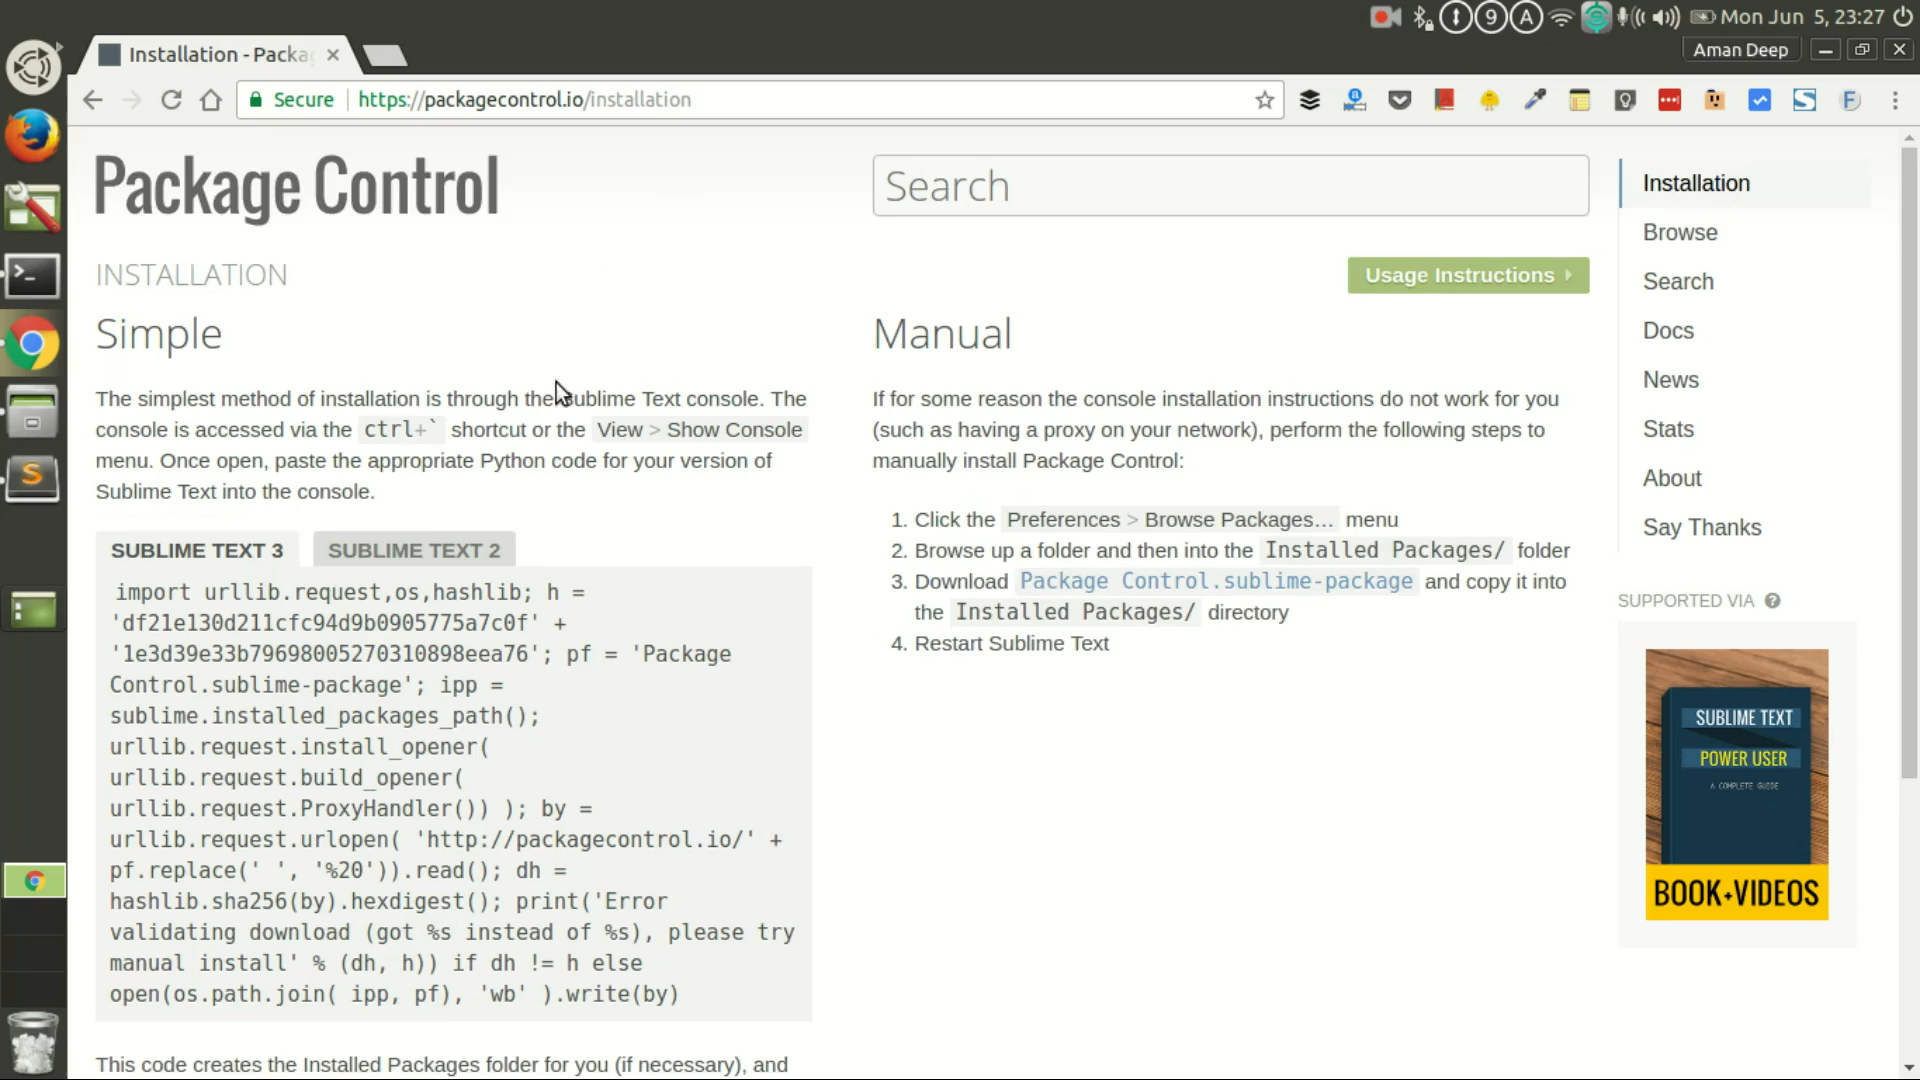 Mon Jun 5, 23:27
Aman Deep
Installation - Packa
Secure
https://packagecontrol.io/installation
Package Control
Search
INSTALLATION
Usage Instructions
Simple
The simplest method of installation is through the Sublime Text console. The
console is accessed via the ctrl+` shortcut or the View > Show Console
menu. Once open, paste the appropriate Python code for your version of
Sublime Text into the console.
SUBLIME TEXT 3
SUBLIME TEXT 2
import urllib.request,os,hashlib; h =
'df21e130d211cfc94d9b0905775a7c0f' +
'1e3d39e33b79698005270310898eea76'; pf = 'Package
Control.sublime-package'; ipp =
sublime.installed_packages_path();
urllib.request.install_opener(
urllib.request.build_opener(
urllib.request.ProxyHandler()) ); by =
urllib.request.urlopen( 'http://packagecontrol.io/' +
pf.replace(' ', '%20')).read(); dh =
hashlib.sha256(by).hexdigest(); print('Error
validating download (got %s instead of %s), please try
manual install' % (dh, h)) if dh != h else
open(os.path.join( ipp, pf), 'wb' ).write(by)
This code creates the Installed Packages folder for you (if necessary), and
Manual
If for some reason the console installation instructions do not work for you
(such as having a proxy on your network), perform the following steps to
manually install Package Control:
1. Click the Preferences > Browse Packages… menu
2. Browse up a folder and then into the Installed Packages/ folder
3. Download Package Control.sublime-package and copy it into
the Installed Packages/ directory
4. Restart Sublime Text
Installation
Browse
Search
Docs
News
Stats
About
Say Thanks
SUPPORTED VIA ?
SUBLIME TEXT
POWER USER
A COMPLETE GUIDE
BOOK+VIDEOS